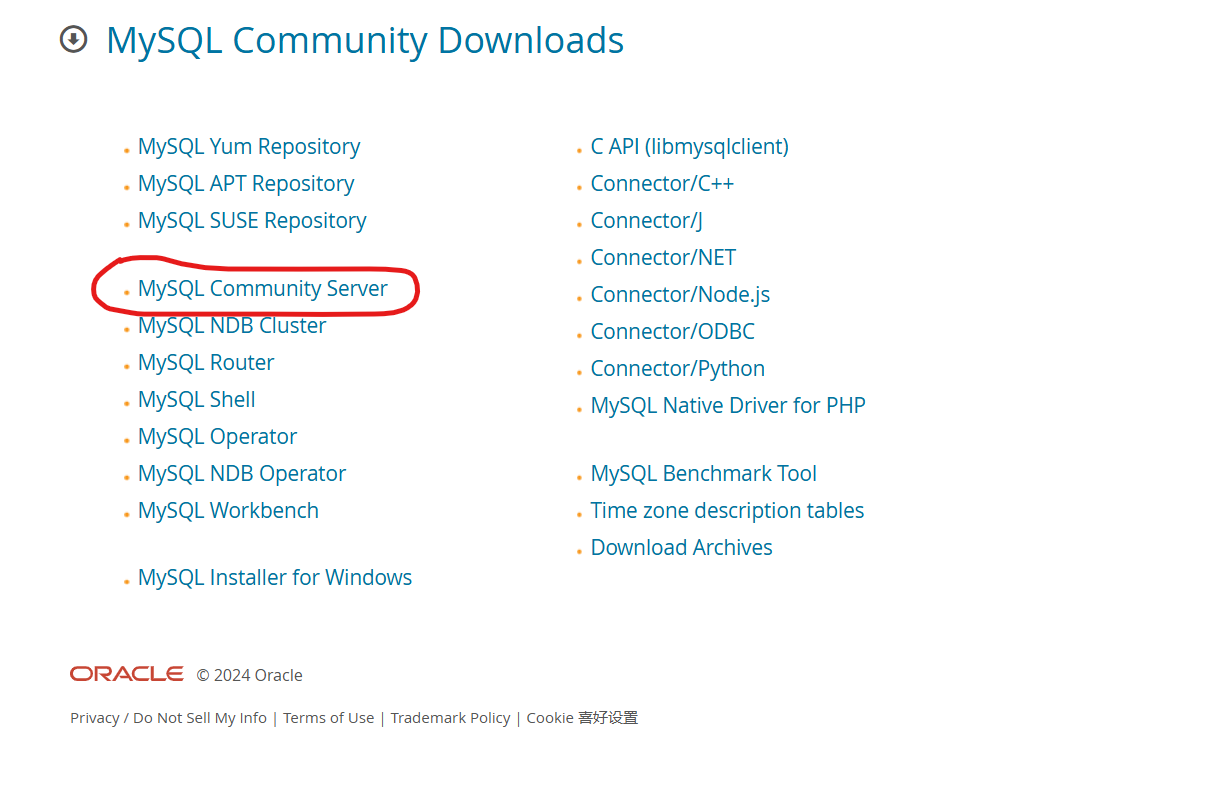 MySQL Community Downloads
MySQL Yum Repository
MySQL APT Repository
MySQL SUSE Repository
MySQL Community Server
MySQL NDB Cluster
MySQL Router
MySQL Shell
MySQL Operator
MySQL NDB Operator
MySQL Workbench
MySQL Installer for Windows
C API (libmysqlclient)
Connector/C++
Connector/J
Connector/NET
Connector/Node.js
Connector/ODBC
Connector/Python
MySQL Native Driver for PHP
MySQL Benchmark Tool
Time zone description tables
Download Archives
ORACLE © 2024 Oracle
Privacy / Do Not Sell My Info | Terms of Use | Trademark Policy | Cookie 喜好设置